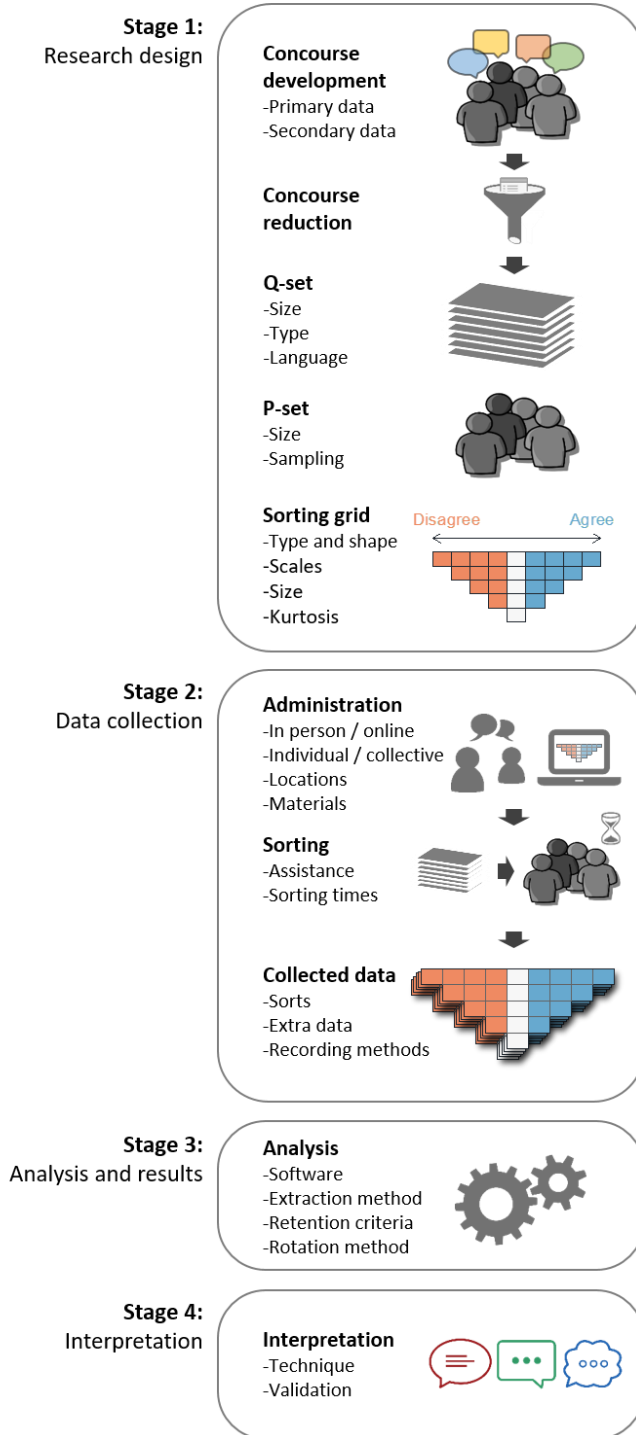 Stage 1:
Research design
Concourse
development
-Primary data
-Secondary data
Concourse
reduction
Q-set
-Size
-Type
-Language
P-set
-Size
-Sampling
Sorting grid
Disagree
Agree
-Type and shape
-Scales
-Size
-Kurtosis
Stage 2:
Data collection
Administration
-In person / online
-Individual / collective
-Locations
-Materials
Sorting
-Assistance
-Sorting times
Collected data
-Sorts
-Extra data
-Recording methods
Stage 3:
Analysis and results
Analysis
-Software
-Extraction method
-Retention criteria
-Rotation method
Stage 4:
Interpretation
Interpretation
-Technique
-Validation